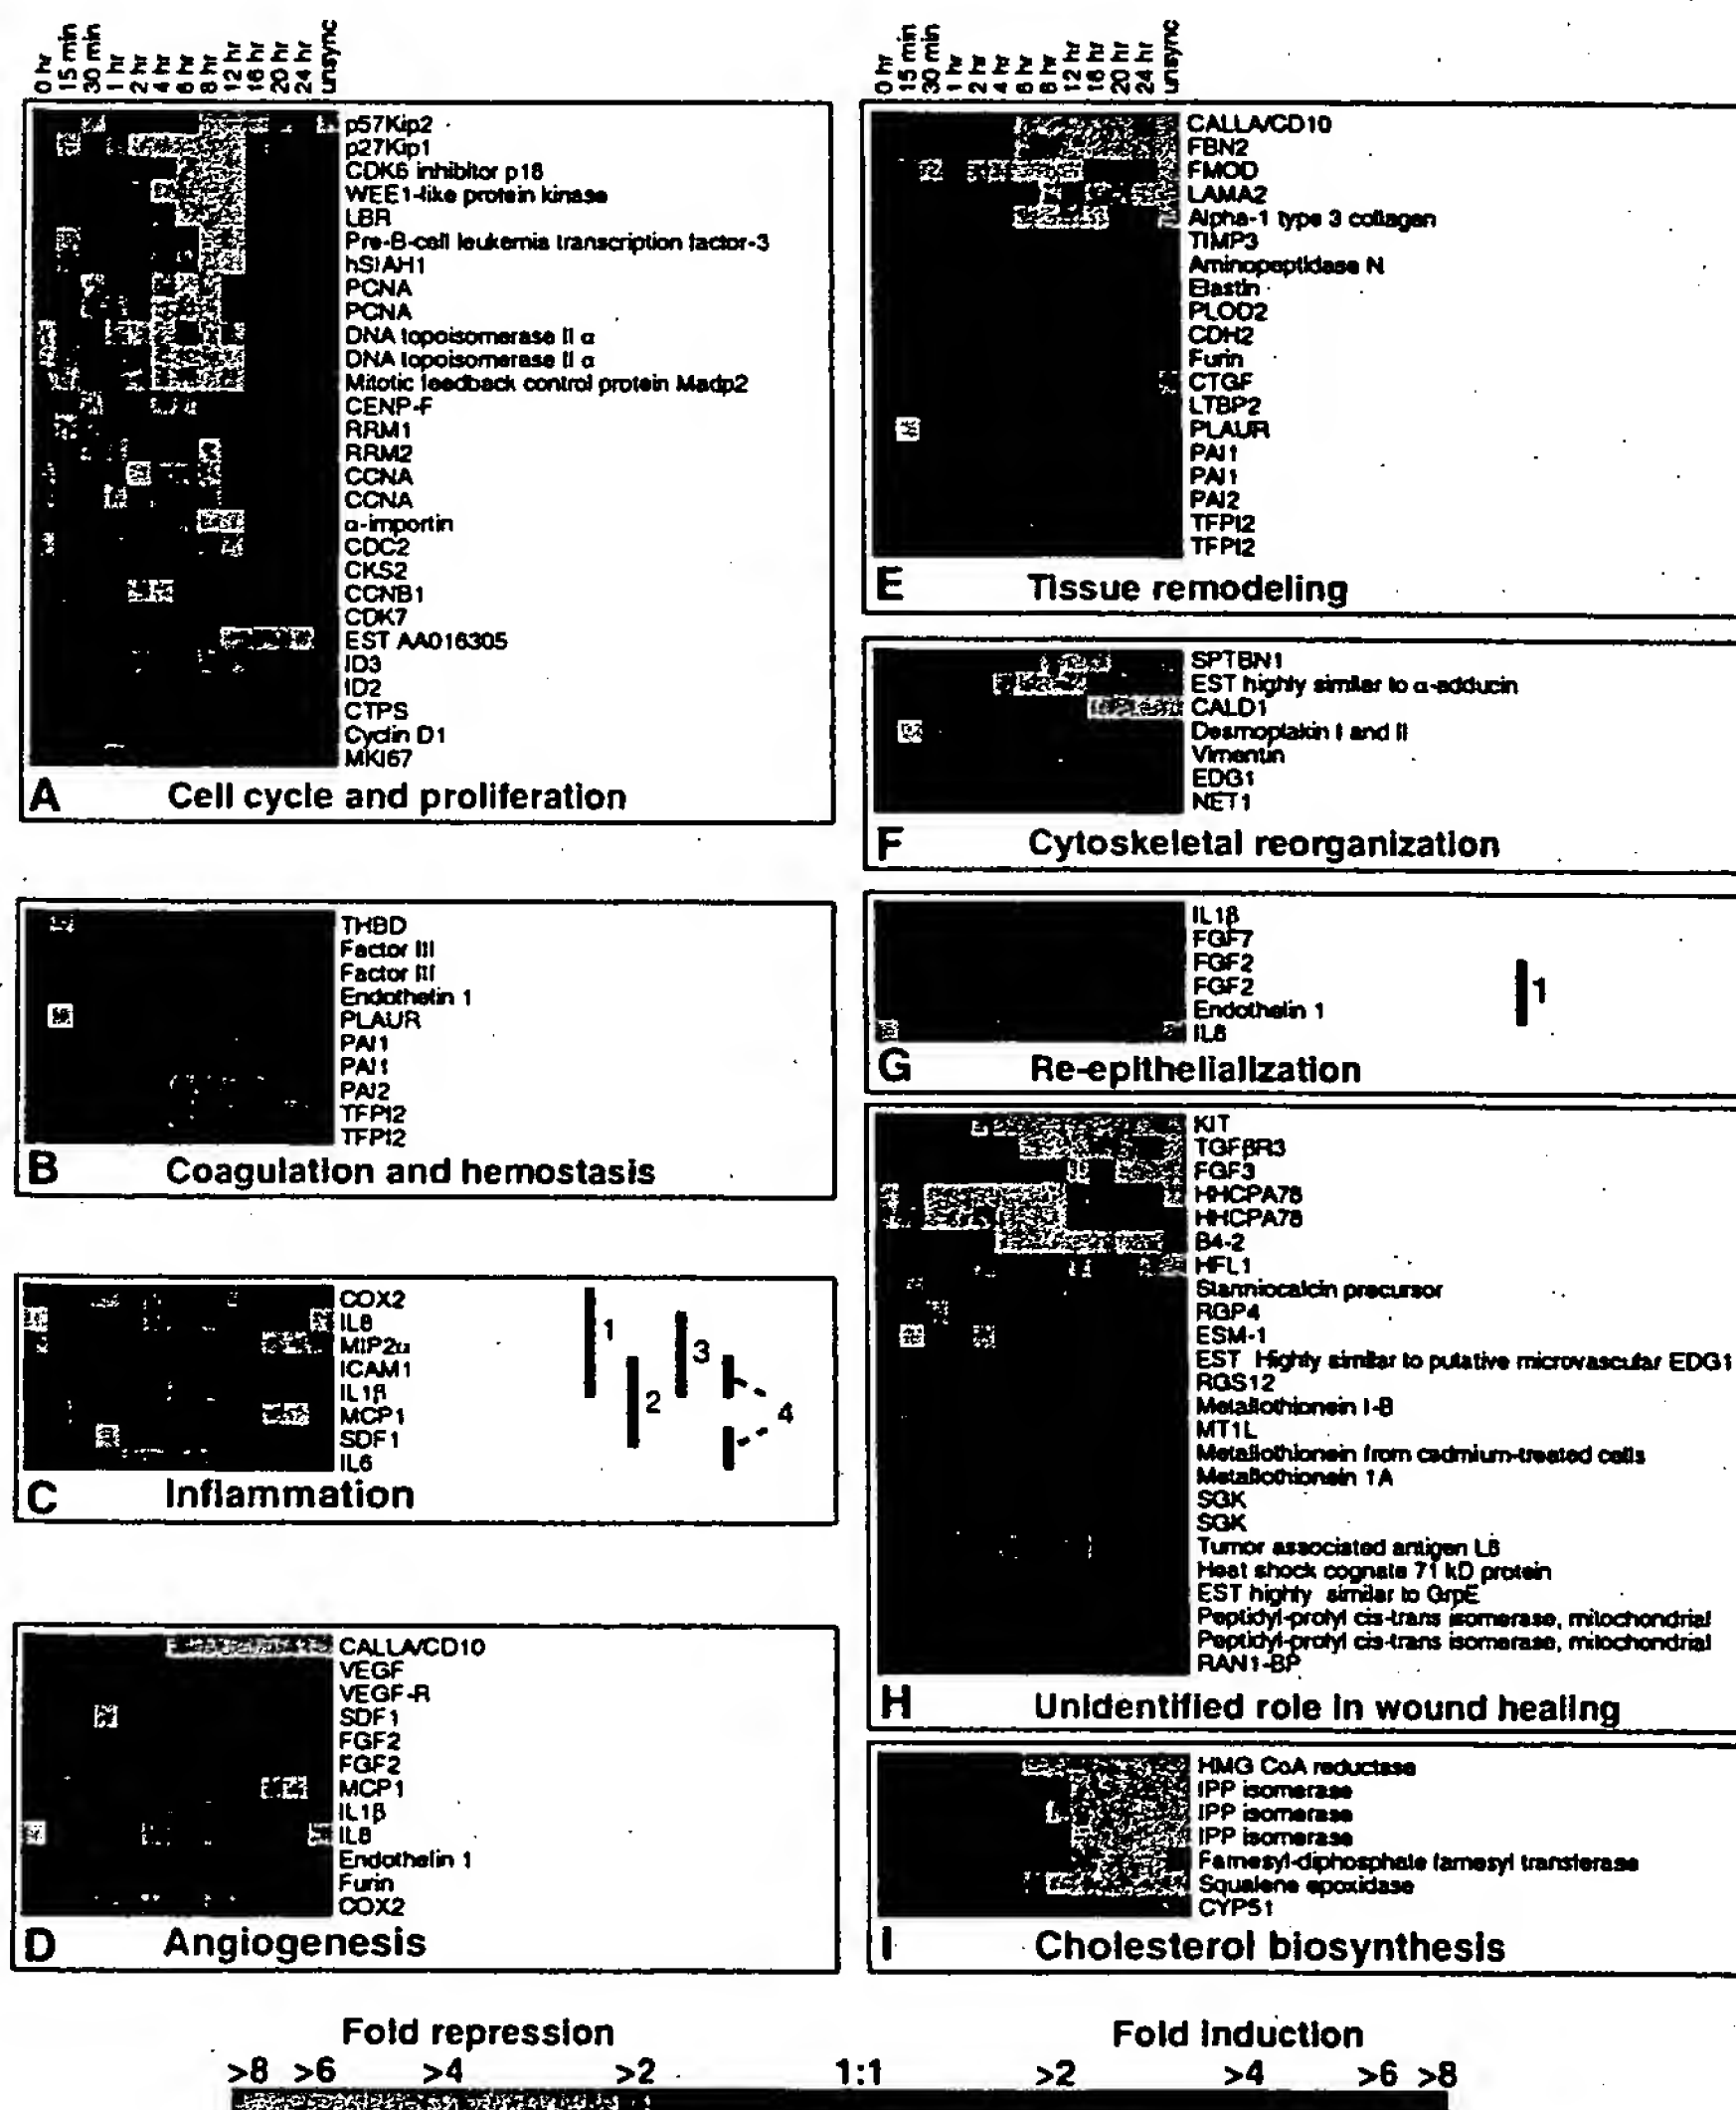 0 hr
15 min
30 min
1 hr
2 hr
4 hr
6 hr
8 hr
12 hr
16 hr
20 hr
24 hr
unsync
p57Kip2
p27Kip1
CDK6 inhibitor p18
WEE1-like protein kinase
LBR
Pre-B-cell leukemia transcription factor-3
hSIAH1
PCNA
PCNA
DNA topoisomerase II α
DNA topoisomerase II α
Mitotic feedback control protein Madp2
CENP-F
RRM1
RRM2
CCNA
CCNA
α-importin
CDC2
CKS2
CCNB1
CDK7
EST AA016305
ID3
ID2
CTPS
Cyclin D1
MKI67
A Cell cycle and proliferation
THBD
Factor III
Factor III
Endothelin 1
PLAUR
PAI1
PAI1
PAI2
TFPI2
TFPI2
B Coagulation and hemostasis
COX2
IL8
MIP2α
ICAM1
IL1β
MCP1
SDF1
IL6
1
3
2
4
C Inflammation
CALLA/CD10
VEGF
VEGF-R
SDF1
FGF2
FGF2
MCP1
IL1β
IL8
Endothelin 1
Furin
COX2
D Angiogenesis
0 hr
15 min
30 min
1 hr
2 hr
4 hr
6 hr
8 hr
12 hr
16 hr
20 hr
24 hr
unsync
CALLA/CD10
FBN2
FMOD
LAMA2
Alpha-1 type 3 collagen
TIMP3
Aminopeptidase N
Elastin
PLOD2
CDH2
Furin
CTGF
LTBP2
PLAUR
PAI1
PAI1
PAI2
TFPI2
TFPI2
E Tissue remodeling
SPTBN1
EST highly similar to α-adducin
CALD1
Desmoplakin I and II
Vimentin
EDG1
NET1
F Cytoskeletal reorganization
IL1β
FGF7
FGF2
FGF2
Endothelin 1
IL8
1
G Re-epithelialization
KIT
TGFβR3
FGF3
HHCPA78
HHCPA78
B4-2
HFL1
Stanniocalcin precursor
RGP4
ESM-1
EST Highly similar to putative microvascular EDG1
RGS12
Metallothionein I-B
MT1L
Metallothionein from cadmium-treated cells
Metallothionein 1A
SGK
SGK
Tumor associated antigen L6
Heat shock cognate 71 kD protein
EST highly similar to GrpE
Peptidyl-prolyl cis-trans isomerase, mitochondrial
Peptidyl-prolyl cis-trans isomerase, mitochondrial
RAN1-BP
H Unidentified role in wound healing
HMG CoA reductase
IPP isomerase
IPP isomerase
IPP isomerase
Farnesyl-diphosphate farnesyl transferase
Squalene epoxidase
CYP51
I Cholesterol biosynthesis
Fold repression Fold induction
>8 >6 >4 >2 1:1 >2 >4 >6 >8